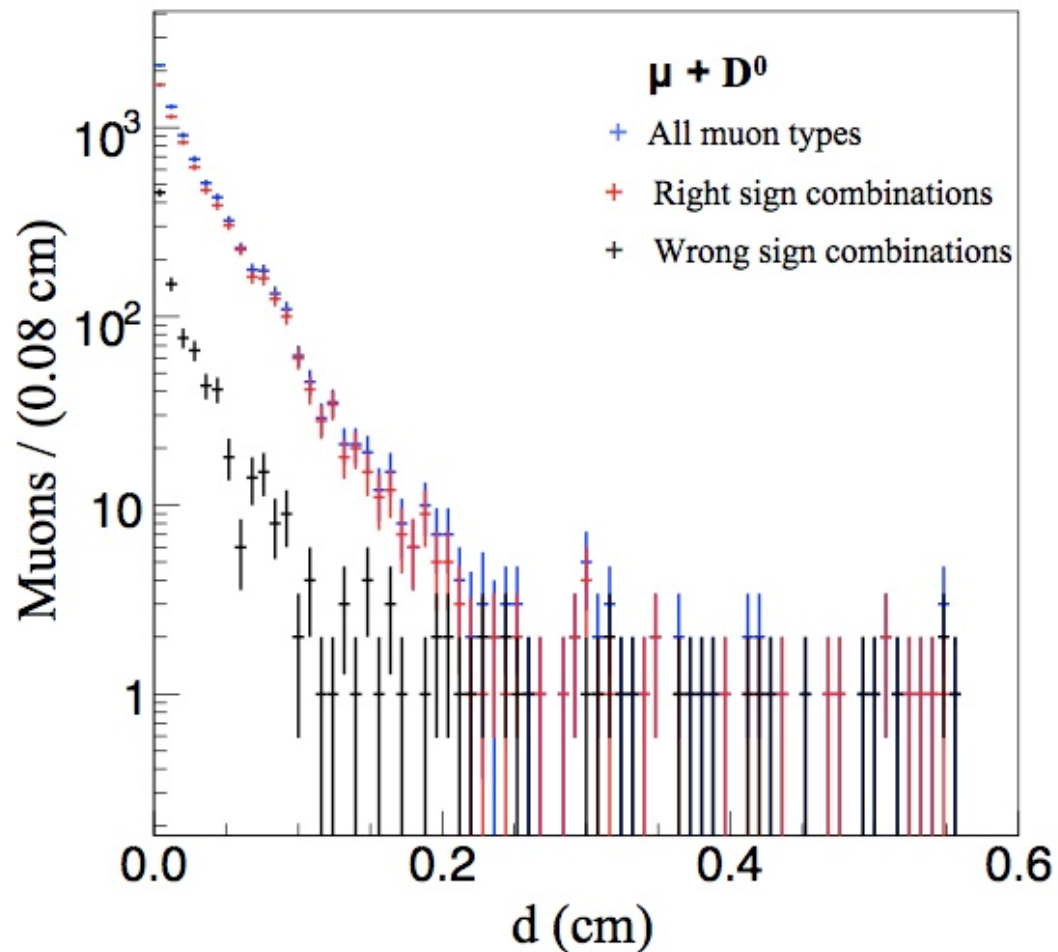 μ + D⁰
All muon types
Right sign combinations
Wrong sign combinations
Muons / (0.08 cm)
10³
10²
10
1
0.0 0.2 0.4 0.6
d (cm)